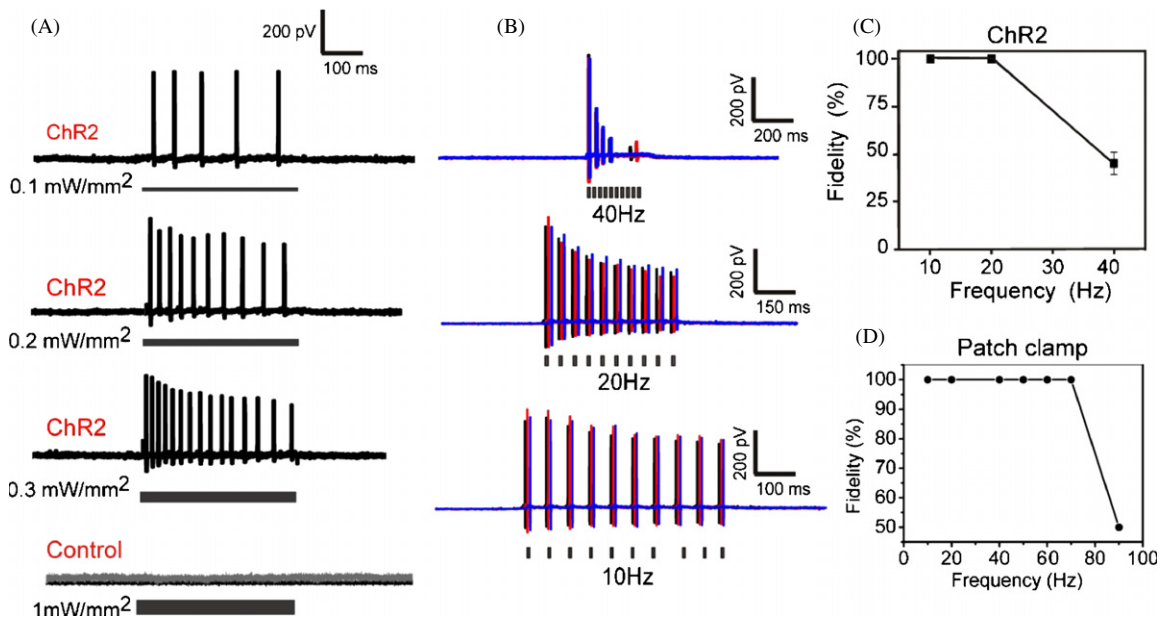 (A)
200 pV
100 ms
ChR2
0.1 mW/mm2
ChR2
0.2 mW/mm2
ChR2
0.3 mW/mm2
Control
1mW/mm2
(B)
200 pV
200 ms
40Hz
200 pV
150 ms
20Hz
200 pV
100 ms
10Hz
(C)
ChR2
Fidelity (%)
100
75
50
25
0
10 20 30 40
Frequency (Hz)
(D)
Patch clamp
Fidelity (%)
100
90
80
70
60
50
0 20 40 60 80 100
Frequency (Hz)